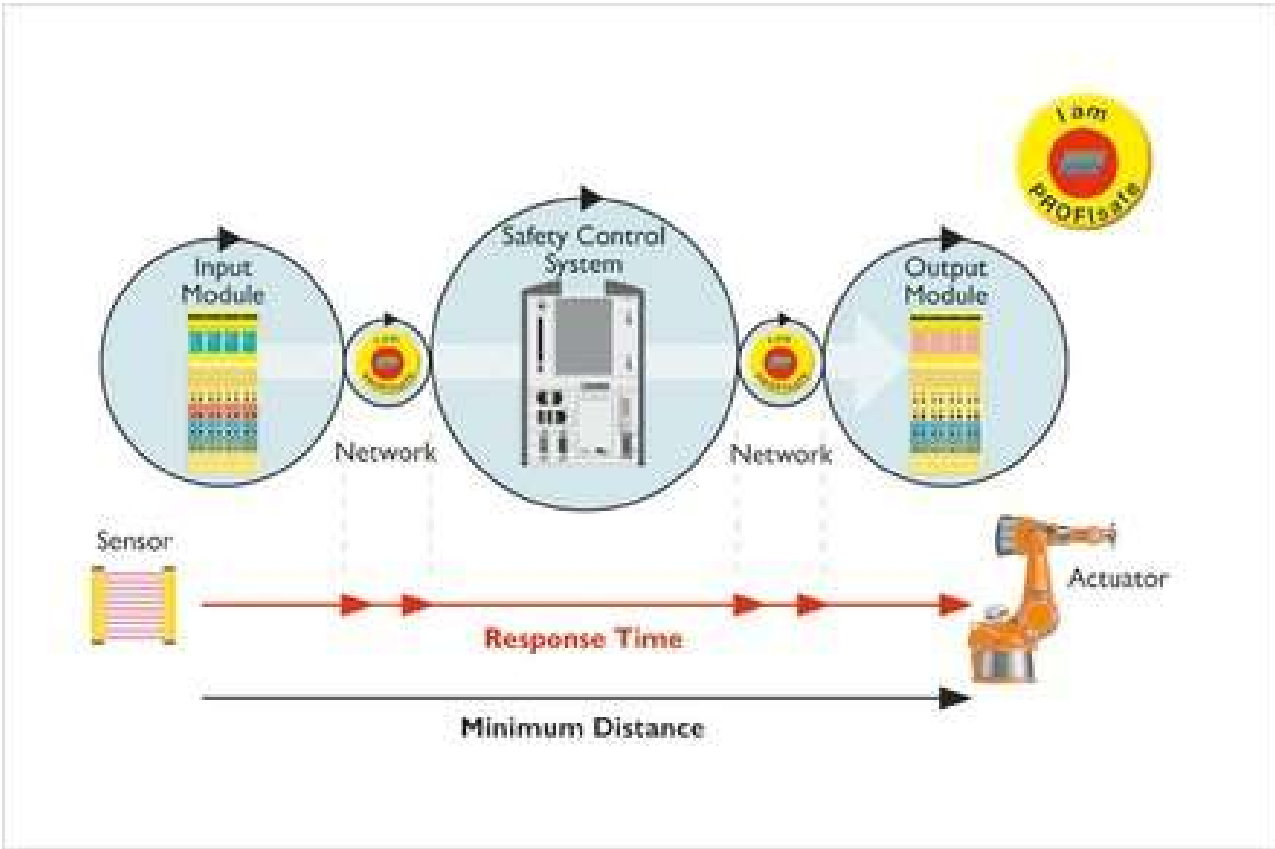 I am
PROFIsafe
Safety Control
System
Input
Module
Output
Module
Network
Network
Sensor
Actuator
Response Time
Minimum Distance